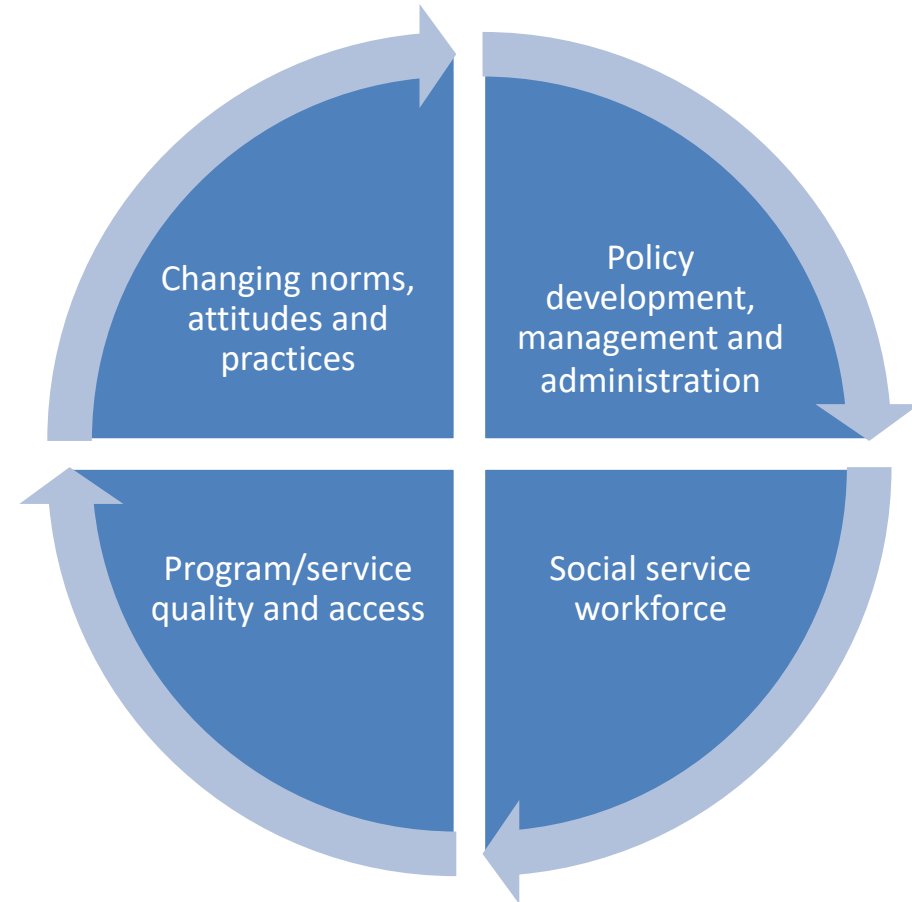 Changing norms,
attitudes and
practices
Policy
development,
management and
administration
Program/service
quality and access
Social service
workforce